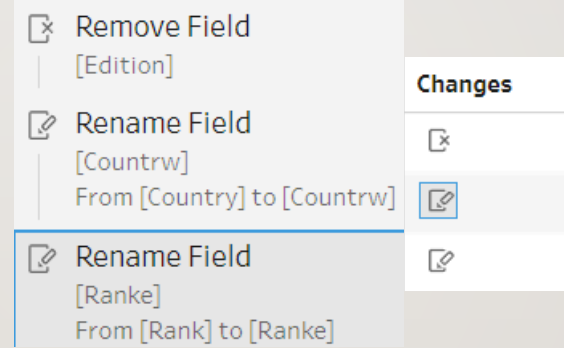 Remove Field
[Edition]
Changes
Rename Field
[Countrw]
From [Country] to [Countrw]
Rename Field
[Ranke]
From [Rank] to [Ranke]